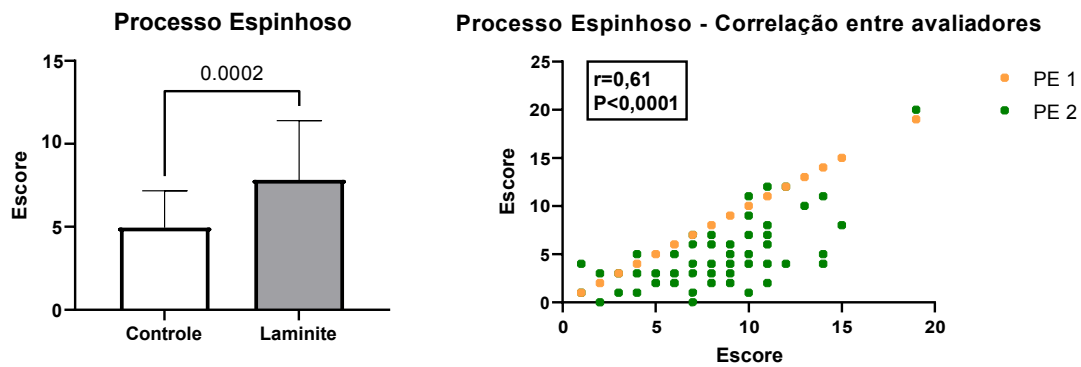 Processo Espinhoso
15
10
5
0
Escore
0.0002
Controle
Laminite
Processo Espinhoso - Correlação entre avaliadores
25
20
15
10
5
0
Escore
r=0,61
P<0,0001
0
5
10
15
20
Escore
PE 1
PE 2